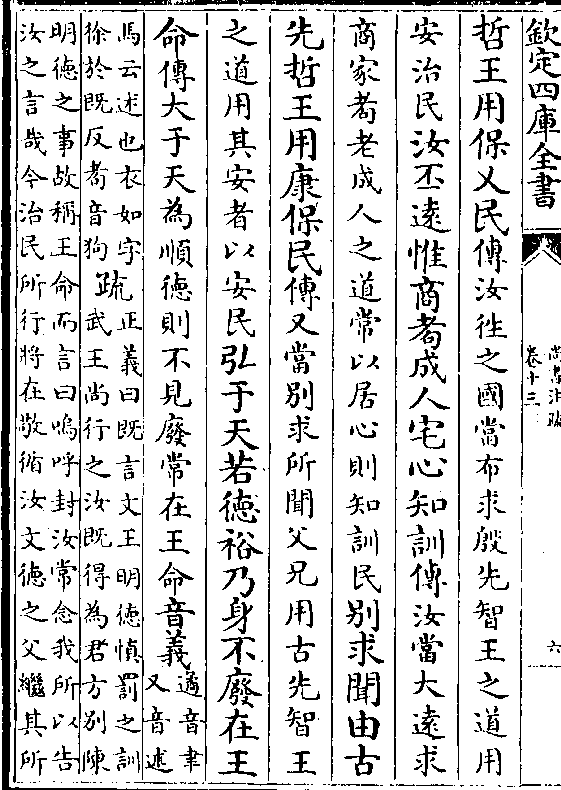 欽定四庫全書
尚書注疏
卷十三
六
哲王用保乂民傳汝往之國當布求殷先智王之道用
安治民汝丕遠惟商耇成人宅心知訓傳汝當大遠求
商家耇老成人之道常以居心則知訓民別求聞由古
先哲王用康保民傳又當別求所聞父兄用古先智王
之道用其安者以安民弘于天若德裕乃身不廢在王
命傳大于天為順德則不見廢常在王命音義
遹音聿
又音述
馬云述也衣如字
徐於既反耇音狗
疏
正義曰既言文王明德慎罰之訓
武王尚行之汝既得為君方別陳
明德之事故稱王命而言曰嗚呼封汝常念我所以告
汝之言哉今治民所行將在敬循汝文德之父繼其所